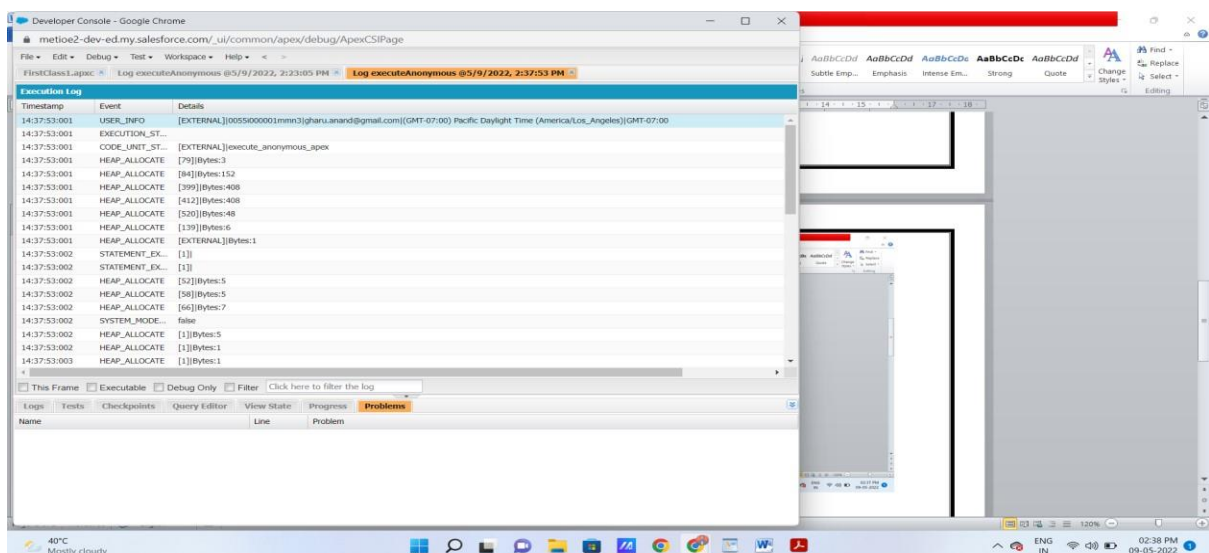 Developer Console - Google Chrome
metioe2-dev-ed.my.salesforce.com/_ui/common/apex/debug/ApexCSIPage
File Edit Debug Test Workspace Help < >
FirstClass1.apxc Log executeAnonymous @5/9/2022, 2:23:05 PM Log executeAnonymous @5/9/2022, 2:37:53 PM
Execution Log
Timestamp Event Details
14:37:53:001 USER_INFO [EXTERNAL]|0055i000001mmn3|gharu.anand@gmail.com|(GMT-07:00) Pacific Daylight Time (America/Los_Angeles)|GMT-07:00
14:37:53:001 EXECUTION_ST...
14:37:53:001 CODE_UNIT_ST... [EXTERNAL]|execute_anonymous_apex
14:37:53:001 HEAP_ALLOCATE [79]|Bytes:3
14:37:53:001 HEAP_ALLOCATE [84]|Bytes:152
14:37:53:001 HEAP_ALLOCATE [399]|Bytes:408
14:37:53:001 HEAP_ALLOCATE [412]|Bytes:408
14:37:53:001 HEAP_ALLOCATE [520]|Bytes:48
14:37:53:001 HEAP_ALLOCATE [139]|Bytes:6
14:37:53:001 HEAP_ALLOCATE [EXTERNAL]|Bytes:1
14:37:53:002 STATEMENT_EX... [1]|
14:37:53:002 STATEMENT_EX... [1]|
14:37:53:002 HEAP_ALLOCATE [52]|Bytes:5
14:37:53:002 HEAP_ALLOCATE [58]|Bytes:5
14:37:53:002 HEAP_ALLOCATE [66]|Bytes:7
14:37:53:002 SYSTEM_MODE... false
14:37:53:002 HEAP_ALLOCATE [1]|Bytes:5
14:37:53:002 HEAP_ALLOCATE [1]|Bytes:1
14:37:53:003 HEAP_ALLOCATE [1]|Bytes:1
This Frame Executable Debug Only Filter Click here to filter the log
Logs Tests Checkpoints Query Editor View State Progress Problems
Name Line Problem
AaBbCcDd AaBbCcDd AaBbCcDc AaBbCcDc AaBbCcDd
Subtle Emp... Emphasis Intense Em... Strong Quote
Change Styles
Find
Replace
Select
Editing
14 15 17 18
120%
40°C
Mostly cloudy
ENG
IN
02:38 PM
09-05-2022